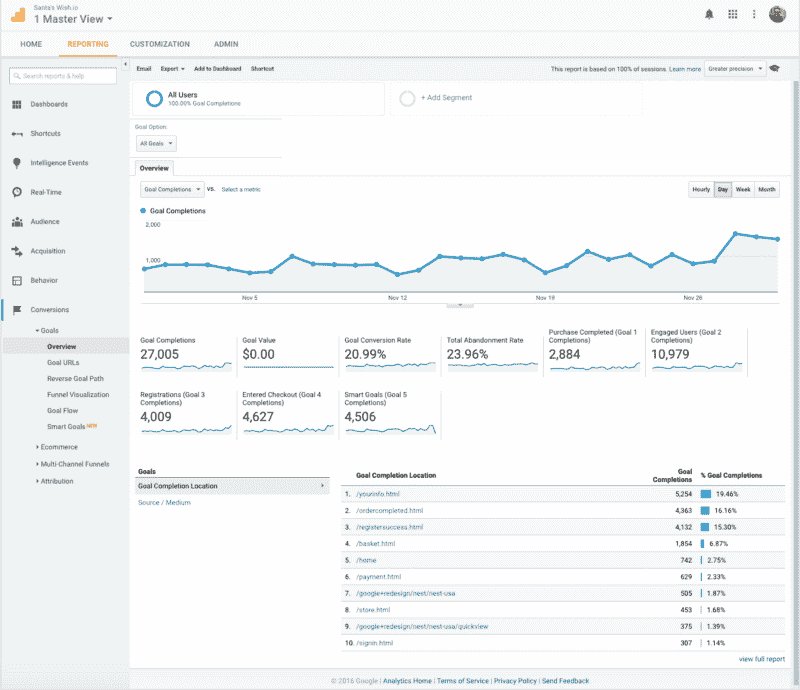 Santa's Wish.io
1 Master View
HOME REPORTING CUSTOMIZATION ADMIN
Search reports & help
Dashboards
Shortcuts
Intelligence Events
Real-Time
Audience
Acquisition
Behavior
Conversions
Goals
Overview
Goal URLs
Reverse Goal Path
Funnel Visualization
Goal Flow
Smart Goals NEW
Ecommerce
Multi-Channel Funnels
Attribution
Email Export Add to Dashboard Shortcut
This report is based on 100% of sessions. Learn more Greater precision
All Users
100.00% Goal Completions
+ Add Segment
Goal Option:
All Goals
Overview
Goal Completions vs. Select a metric
Hourly Day Week Month
Goal Completions
2,000
1,000
Nov 5 Nov 12 Nov 19 Nov 26
Goal Completions
27,005
Goal Value
$0.00
Goal Conversion Rate
20.99%
Total Abandonment Rate
23.96%
Purchase Completed (Goal 1
Completions)
2,884
Engaged Users (Goal 2
Completions)
10,979
Registrations (Goal 3
Completions)
4,009
Entered Checkout (Goal 4
Completions)
4,627
Smart Goals (Goal 5
Completions)
4,506
Goals
Goal Completion Location
Source / Medium
Goal Completion Location Goal Completions % Goal Completions
1. /yourinfo.html 5,254 19.46%
2. /ordercompleted.html 4,363 16.16%
3. /registersuccess.html 4,132 15.30%
4. /basket.html 1,854 6.87%
5. /home 742 2.75%
6. /payment.html 629 2.33%
7. /google+redesign/nest/nest-usa 505 1.87%
8. /store.html 453 1.68%
9. /google+redesign/nest/nest-usa/quickview 375 1.39%
10. /signin.html 307 1.14%
view full report
© 2016 Google | Analytics Home | Terms of Service | Privacy Policy | Send Feedback